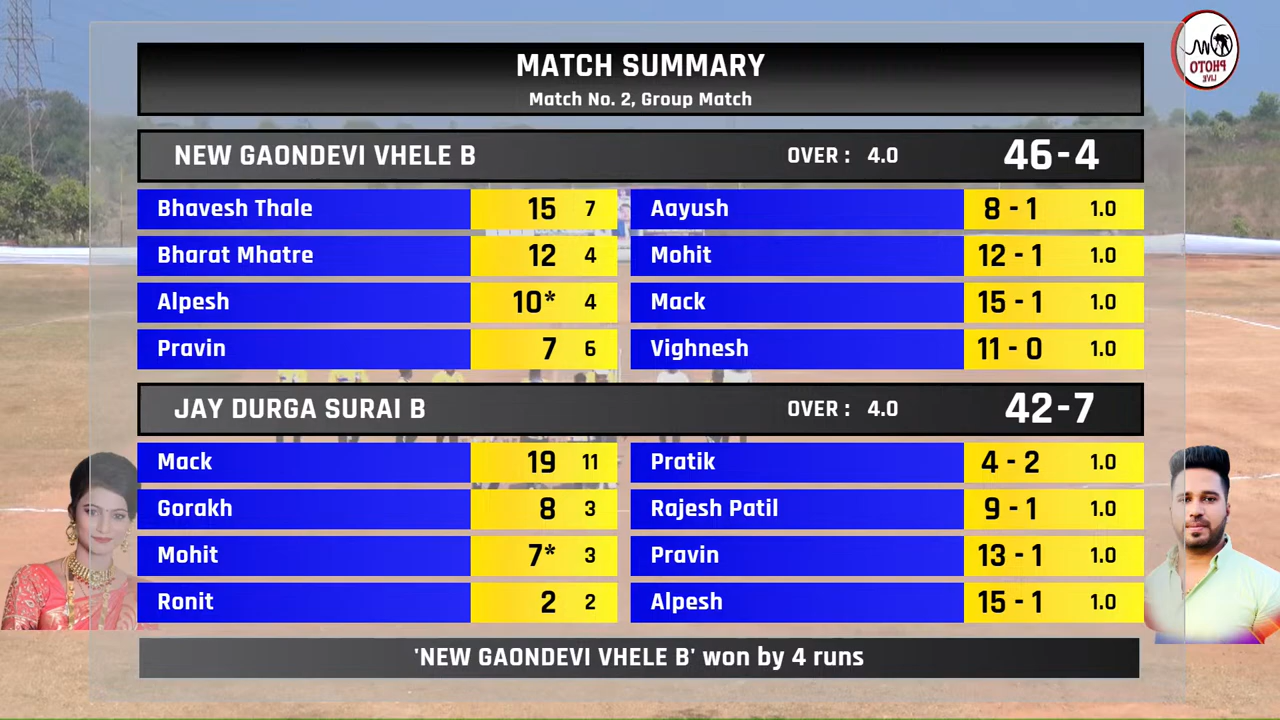 MATCH SUMMARY
Match No. 2, Group Match
NEW GAONDEVI VHELE B OVER : 4.0 46-4
Bhavesh Thale 15 7 Aayush 8 - 1 1.0
Bharat Mhatre 12 4 Mohit 12 - 1 1.0
Alpesh 10* 4 Mack 15 - 1 1.0
Pravin 7 6 Vighnesh 11 - 0 1.0
JAY DURGA SURAI B OVER : 4.0 42-7
Mack 19 11 Pratik 4 - 2 1.0
Gorakh 8 3 Rajesh Patil 9 - 1 1.0
Mohit 7* 3 Pravin 13 - 1 1.0
Ronit 2 2 Alpesh 15 - 1 1.0
'NEW GAONDEVI VHELE B' won by 4 runs
PHOTO
LIVE